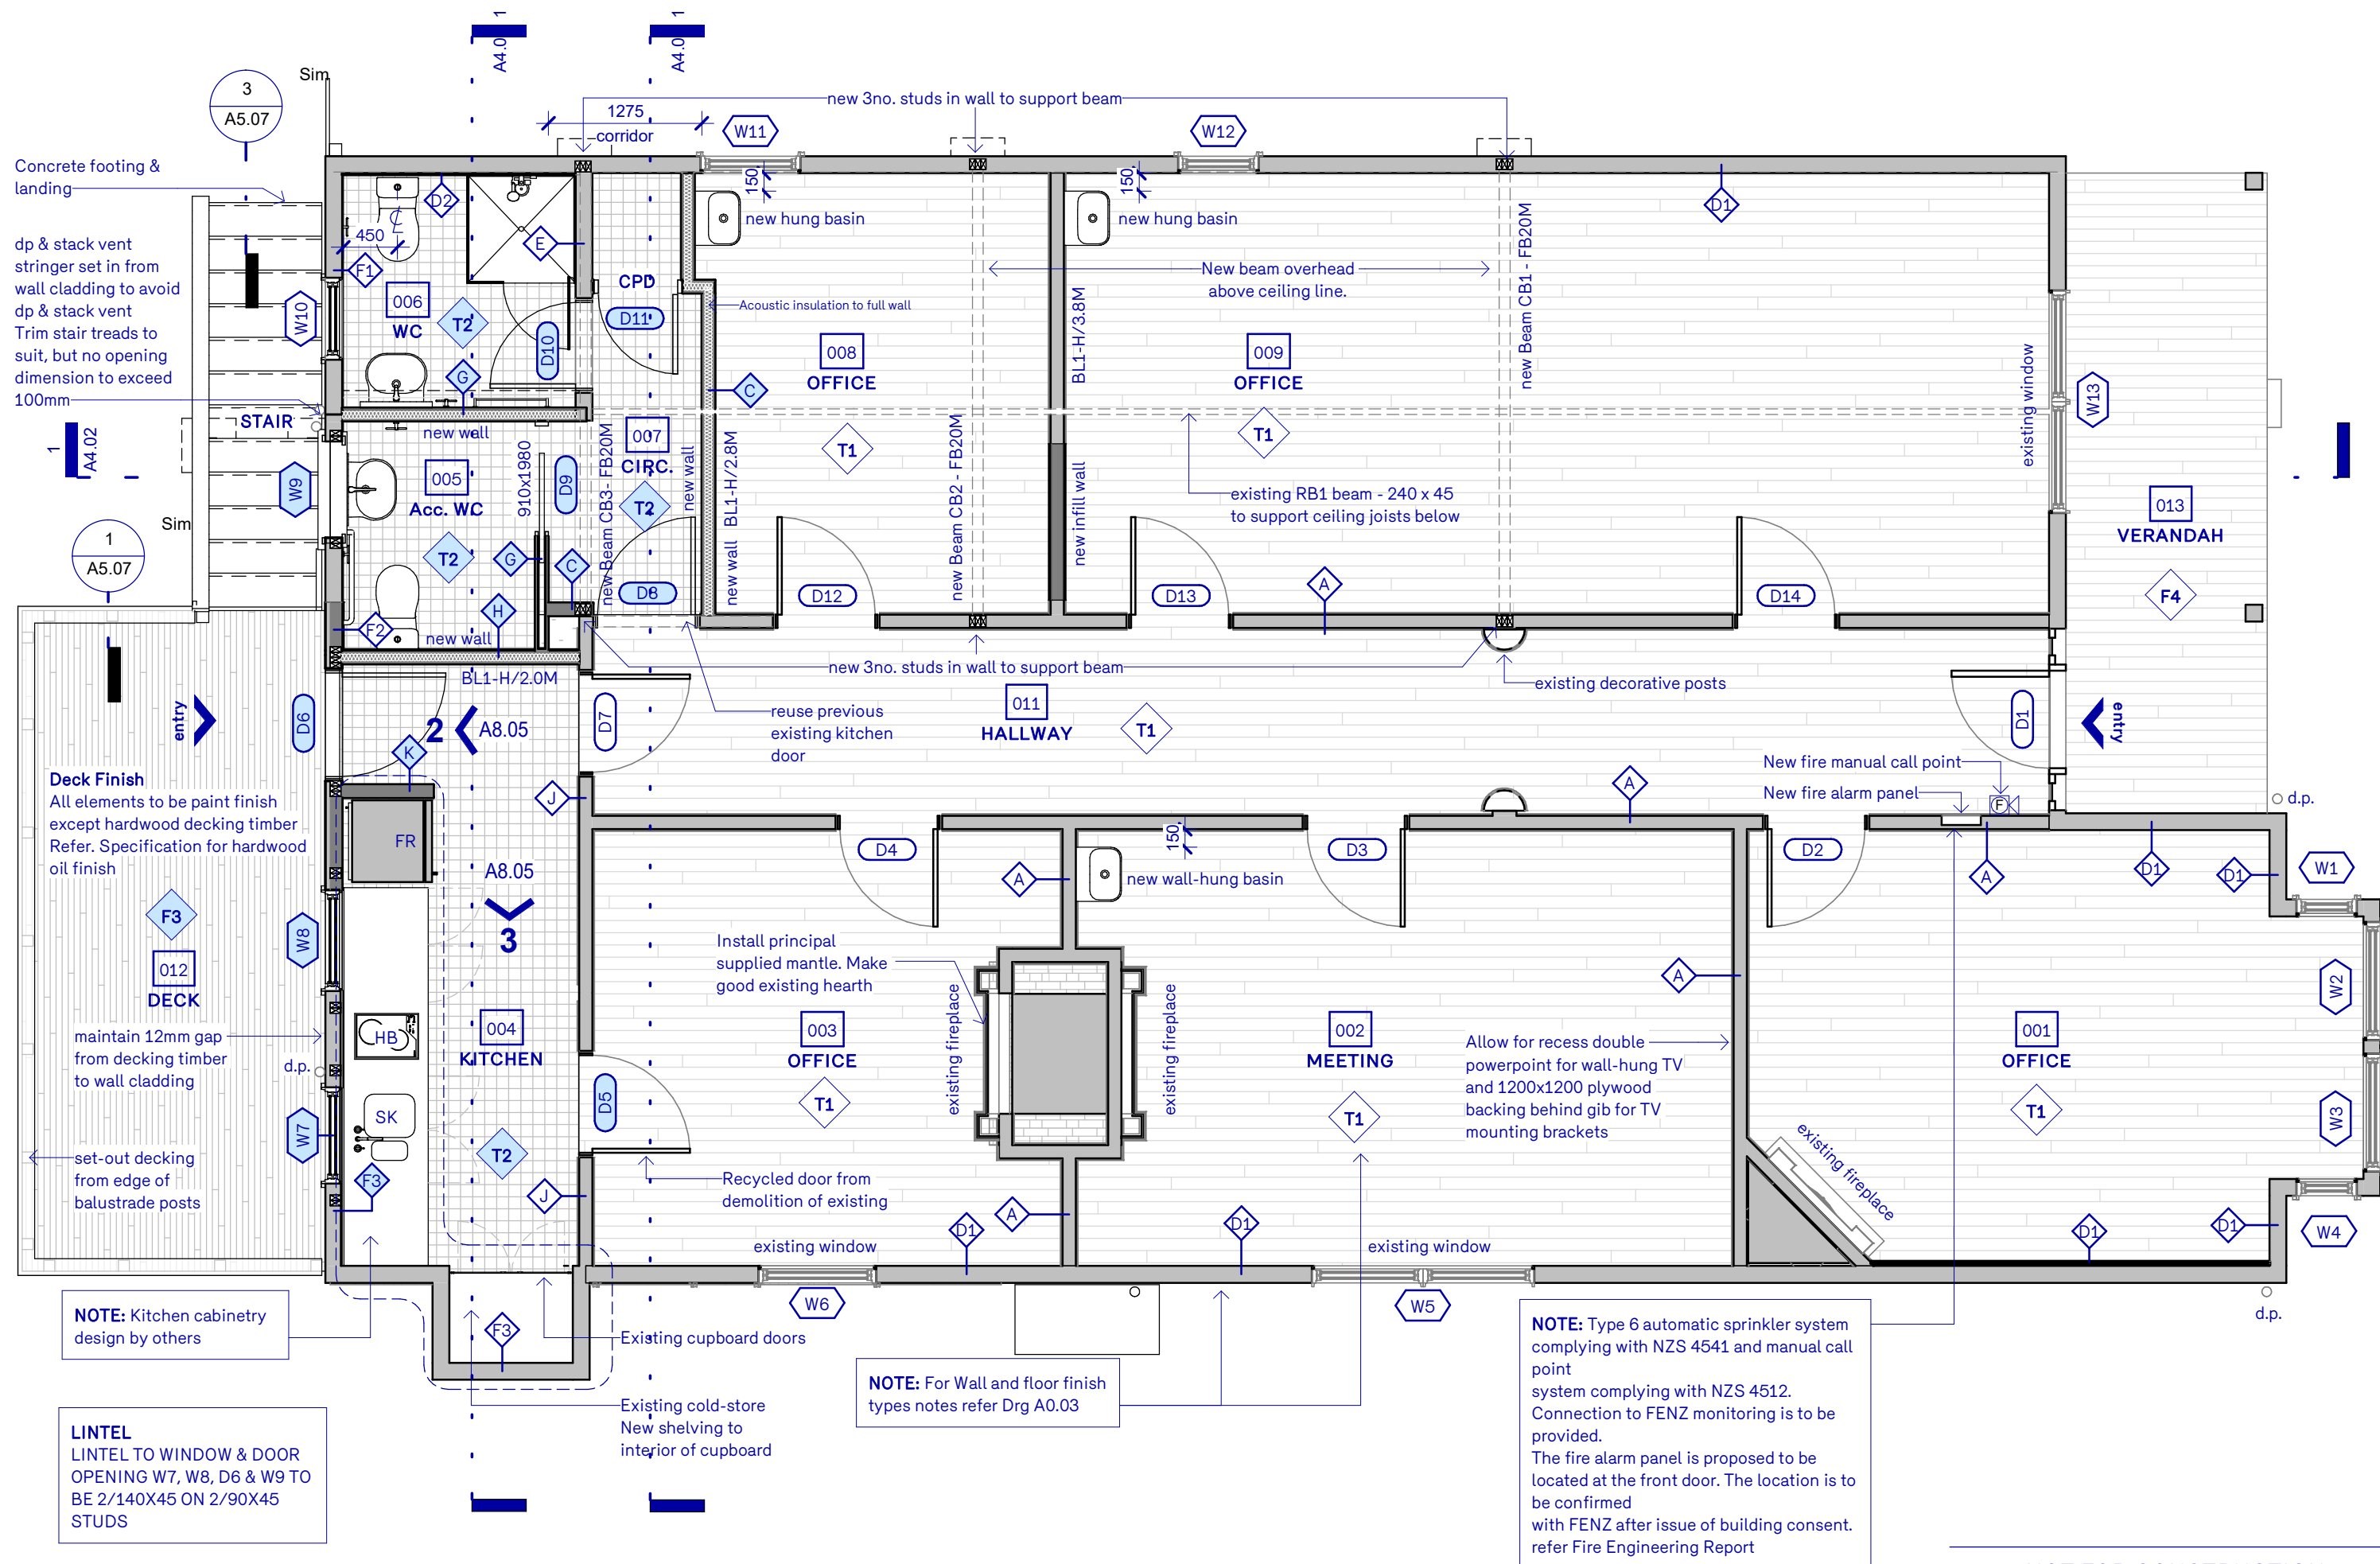 1
A4.0
1
A4.0
Sim
3
A5.07
new 3no. studs in wall to support beam
1275
corridor
W11
W12
Concrete footing &
landing
dp & stack vent
stringer set in from
wall cladding to avoid
dp & stack vent
Trim stair treads to
suit, but no opening
dimension to exceed
100mm
STAIR
1
A4.02
Sim
1
A5.07
W10
W9
D2
450
F1
E
006
WC
T2
G
D10
CPD
D11
150
new hung basin
150
new hung basin
D1
Acoustic insulation to full wall
New beam overhead
above ceiling line.
new Beam CB1 - FB20M
BL1-H/3.8M
008
OFFICE
T1
009
OFFICE
T1
existing window
W13
C
new wall
005
Acc. WC
T2
910x1980
D9
new Beam CB3- FB20M
007
CIRC.
T2
new wall
new wall BL1-H/2.8M
new Beam CB2 - FB20M
new infill wall
existing RB1 beam - 240 x 45
to support ceiling joists below
013
VERANDAH
F4
G
C
D8
H
F2
new wall
BL1-H/2.0M
D12
D13
A
D14
new 3no. studs in wall to support beam
existing decorative posts
reuse previous
existing kitchen
door
011
HALLWAY
T1
D1
entry
entry
D6
2
A8.05
D7
K
J
New fire manual call point
New fire alarm panel
F
A
d.p.
Deck Finish
All elements to be paint finish
except hardwood decking timber
Refer. Specification for hardwood
oil finish
F3
012
DECK
FR
A8.05
3
W8
D4
A
150
new wall-hung basin
D3
D2
A
D1
D1
W1
Install principal
supplied mantle. Make
good existing hearth
existing fireplace
existing fireplace
A
W2
maintain 12mm gap
from decking timber
to wall cladding
d.p.
HB
004
KITCHEN
003
OFFICE
T1
002
MEETING
T1
Allow for recess double
powerpoint for wall-hung TV
and 1200x1200 plywood
backing behind gib for TV
mounting brackets
001
OFFICE
T1
W3
W7
SK
D5
T2
F3
set-out decking
from edge of
balustrade posts
J
Recycled door from
demolition of existing
A
D1
D1
existing fireplace
D1
D1
W4
existing window
existing window
W6
W5
d.p.
NOTE: Kitchen cabinetry
design by others
F3
Existing cupboard doors
NOTE: For Wall and floor finish
types notes refer Drg A0.03
Existing cold-store
New shelving to
interior of cupboard
LINTEL
LINTEL TO WINDOW & DOOR
OPENING W7, W8, D6 & W9 TO
BE 2/140X45 ON 2/90X45
STUDS
NOTE: Type 6 automatic sprinkler system
complying with NZS 4541 and manual call
point
system complying with NZS 4512.
Connection to FENZ monitoring is to be
provided.
The fire alarm panel is proposed to be
located at the front door. The location is to
be confirmed
with FENZ after issue of building consent.
refer Fire Engineering Report